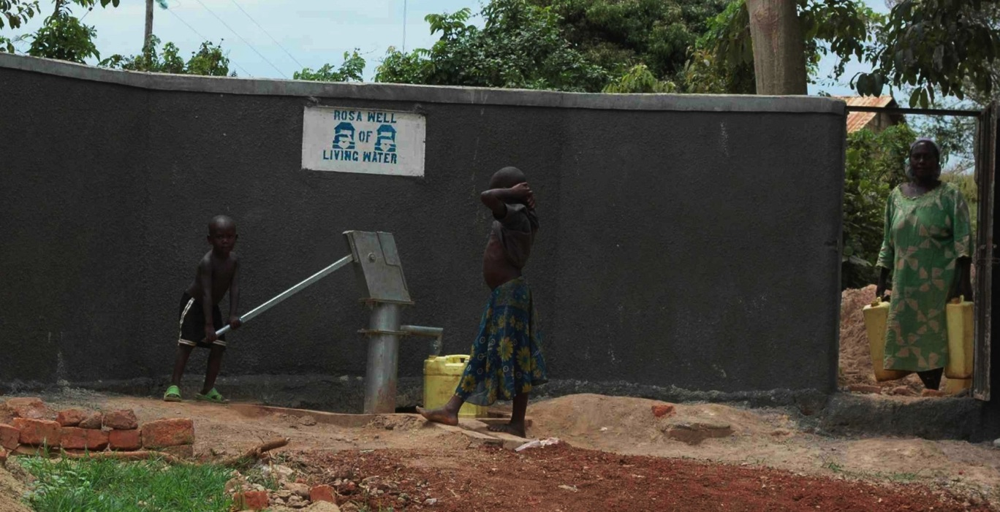 ROSA WELL
OF
LIVING WATER